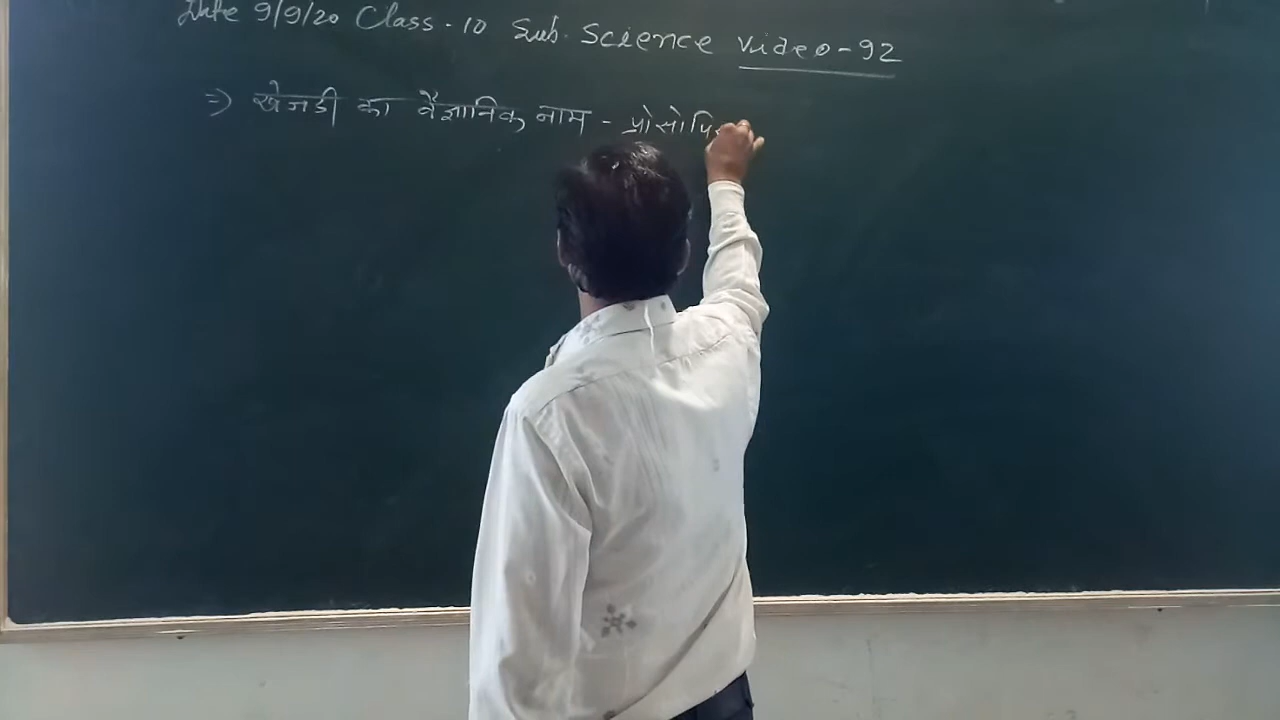 Date 9/9/20 Class - 10 Sub. Science Video - 92
⇒ खेजडी का वैज्ञानिक नाम - प्रोसोपि